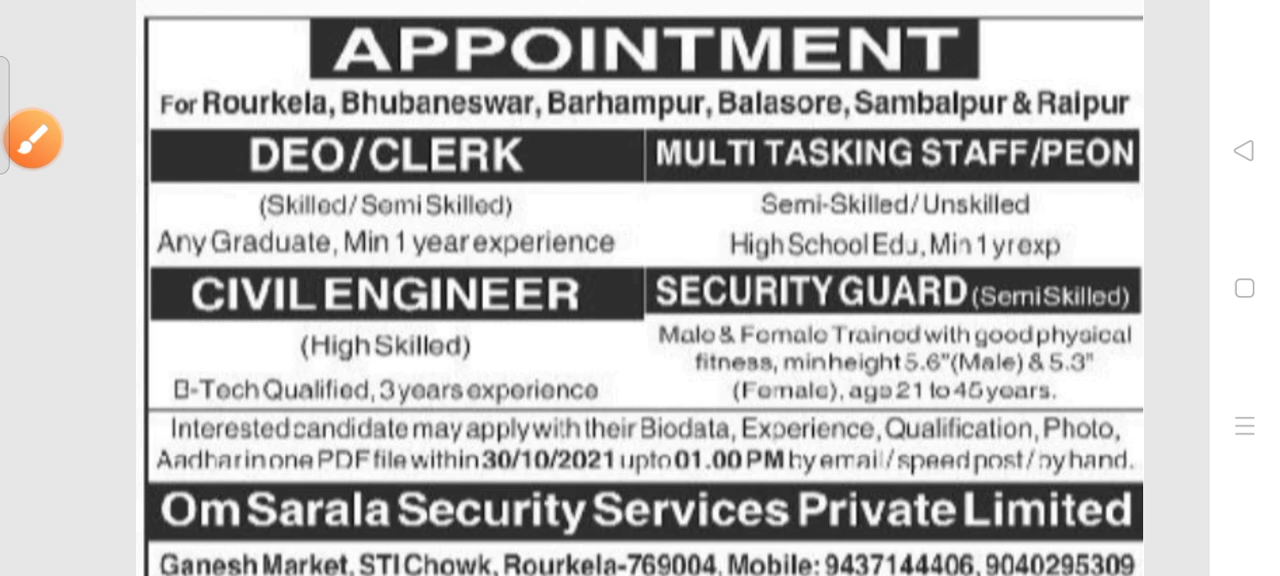 APPOINTMENT
For Rourkela, Bhubaneswar, Barhampur, Balasore, Sambalpur & Raipur
DEO/CLERK
(Skilled/Semi Skilled)
Any Graduate, Min 1 year experience
MULTI TASKING STAFF/PEON
Semi-Skilled/Unskilled
High School Edu, Min 1 yr exp
CIVIL ENGINEER
(High Skilled)
B-Tech Qualified, 3 years experience
SECURITY GUARD (Semi Skilled)
Male & Female Trained with good physical
fitness, min height 5.6"(Male) & 5.3"
(Female), age 21 to 45 years.
Interested candidate may apply with their Biodata, Experience, Qualification, Photo,
Aadhar in one PDF file within 30/10/2021 upto 01.00 PM by email/speed post/by hand.
Om Sarala Security Services Private Limited
Ganesh Market, STI Chowk, Rourkela-769004, Mobile: 9437144406, 9040295309